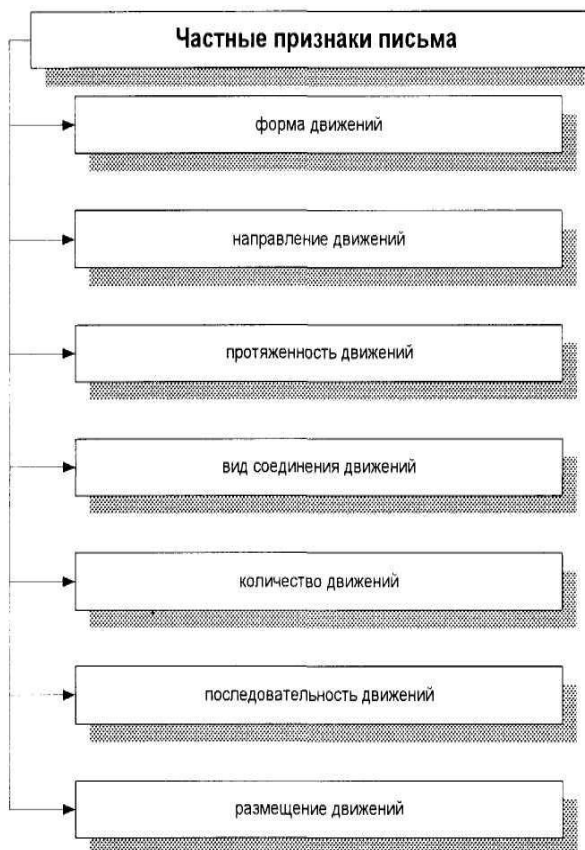 Частные признаки письма
форма движений
направление движений
протяженность движений
вид соединения движений
количество движений
последовательность движений
размещение движений